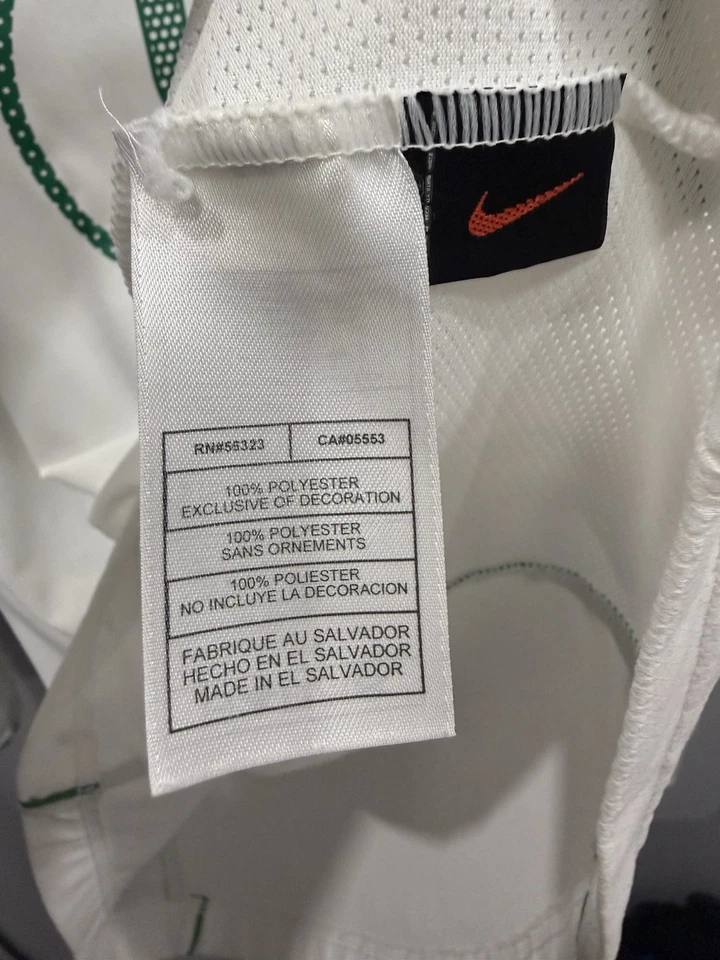 RN#56323 CA#05553
100% POLYESTER
EXCLUSIVE OF DECORATION
100% POLYESTER
SANS ORNEMENTS
100% POLIESTER
NO INCLUYE LA DECORACION
FABRIQUE AU SALVADOR
HECHO EN EL SALVADOR
MADE IN EL SALVADOR